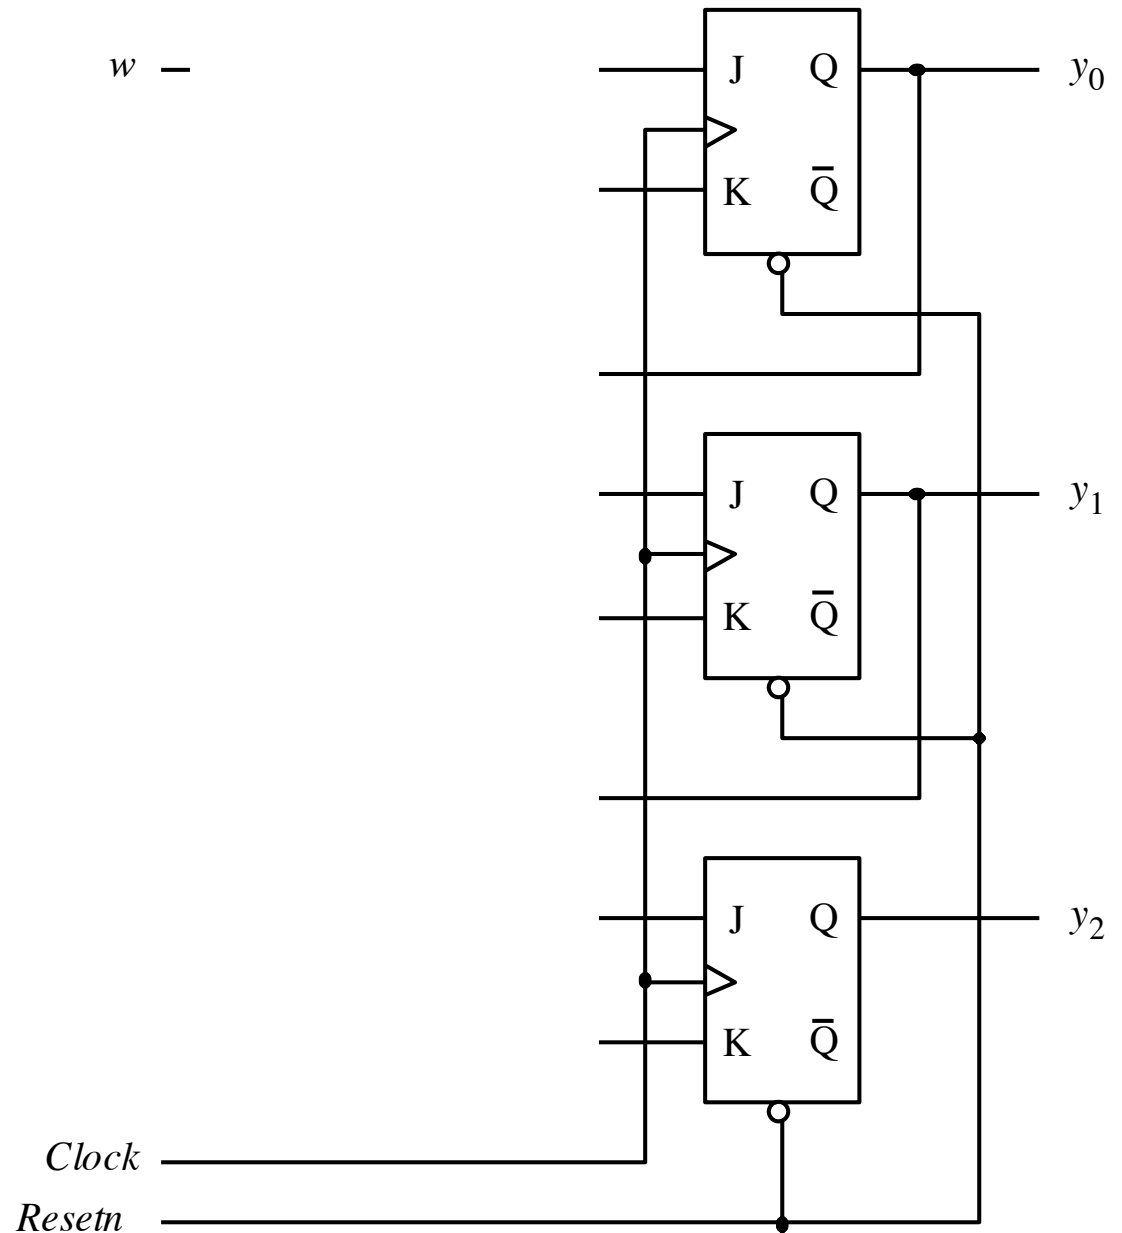 w J Q y0
K Q̄
J Q y1
K Q̄
J Q y2
K Q̄
Clock
Resetn